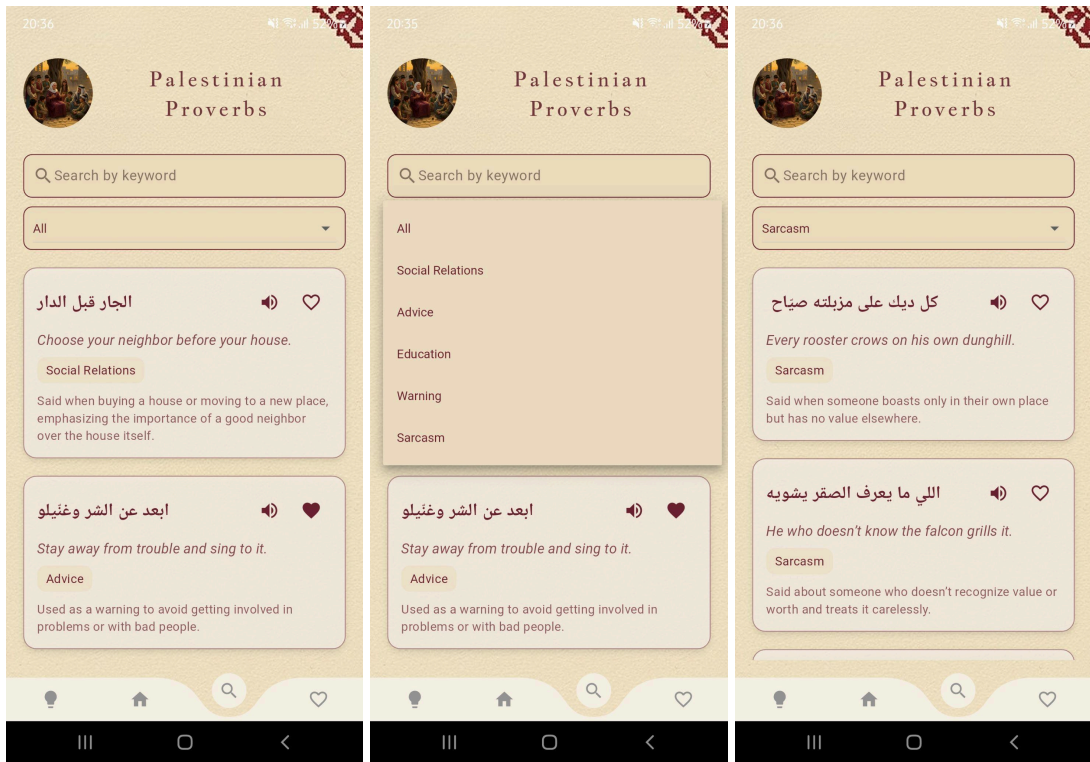 20:36
52%
Palestinian
Proverbs
Search by keyword
All
الجار قبل الدار
Choose your neighbor before your house.
Social Relations
Said when buying a house or moving to a new place,
emphasizing the importance of a good neighbor
over the house itself.
ابعد عن الشر وغنّيلو
Stay away from trouble and sing to it.
Advice
Used as a warning to avoid getting involved in
problems or with bad people.
20:35
52%
Palestinian
Proverbs
Search by keyword
All
Social Relations
Advice
Education
Warning
Sarcasm
ابعد عن الشر وغنّيلو
Stay away from trouble and sing to it.
Advice
Used as a warning to avoid getting involved in
problems or with bad people.
20:36
52%
Palestinian
Proverbs
Search by keyword
Sarcasm
كل ديك على مزبلته صيّاح
Every rooster crows on his own dunghill.
Sarcasm
Said when someone boasts only in their own place
but has no value elsewhere.
اللي ما يعرف الصقر يشويه
He who doesn’t know the falcon grills it.
Sarcasm
Said about someone who doesn’t recognize value or
worth and treats it carelessly.